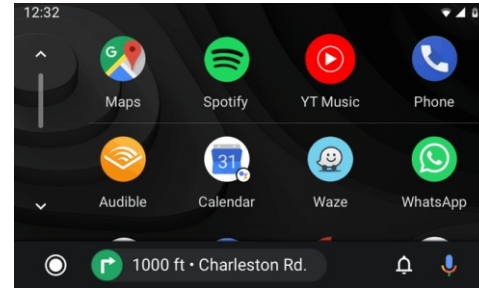 12:32
G
Maps Spotify YT Music Phone
31
Audible Calendar Waze WhatsApp
1000 ft • Charleston Rd.